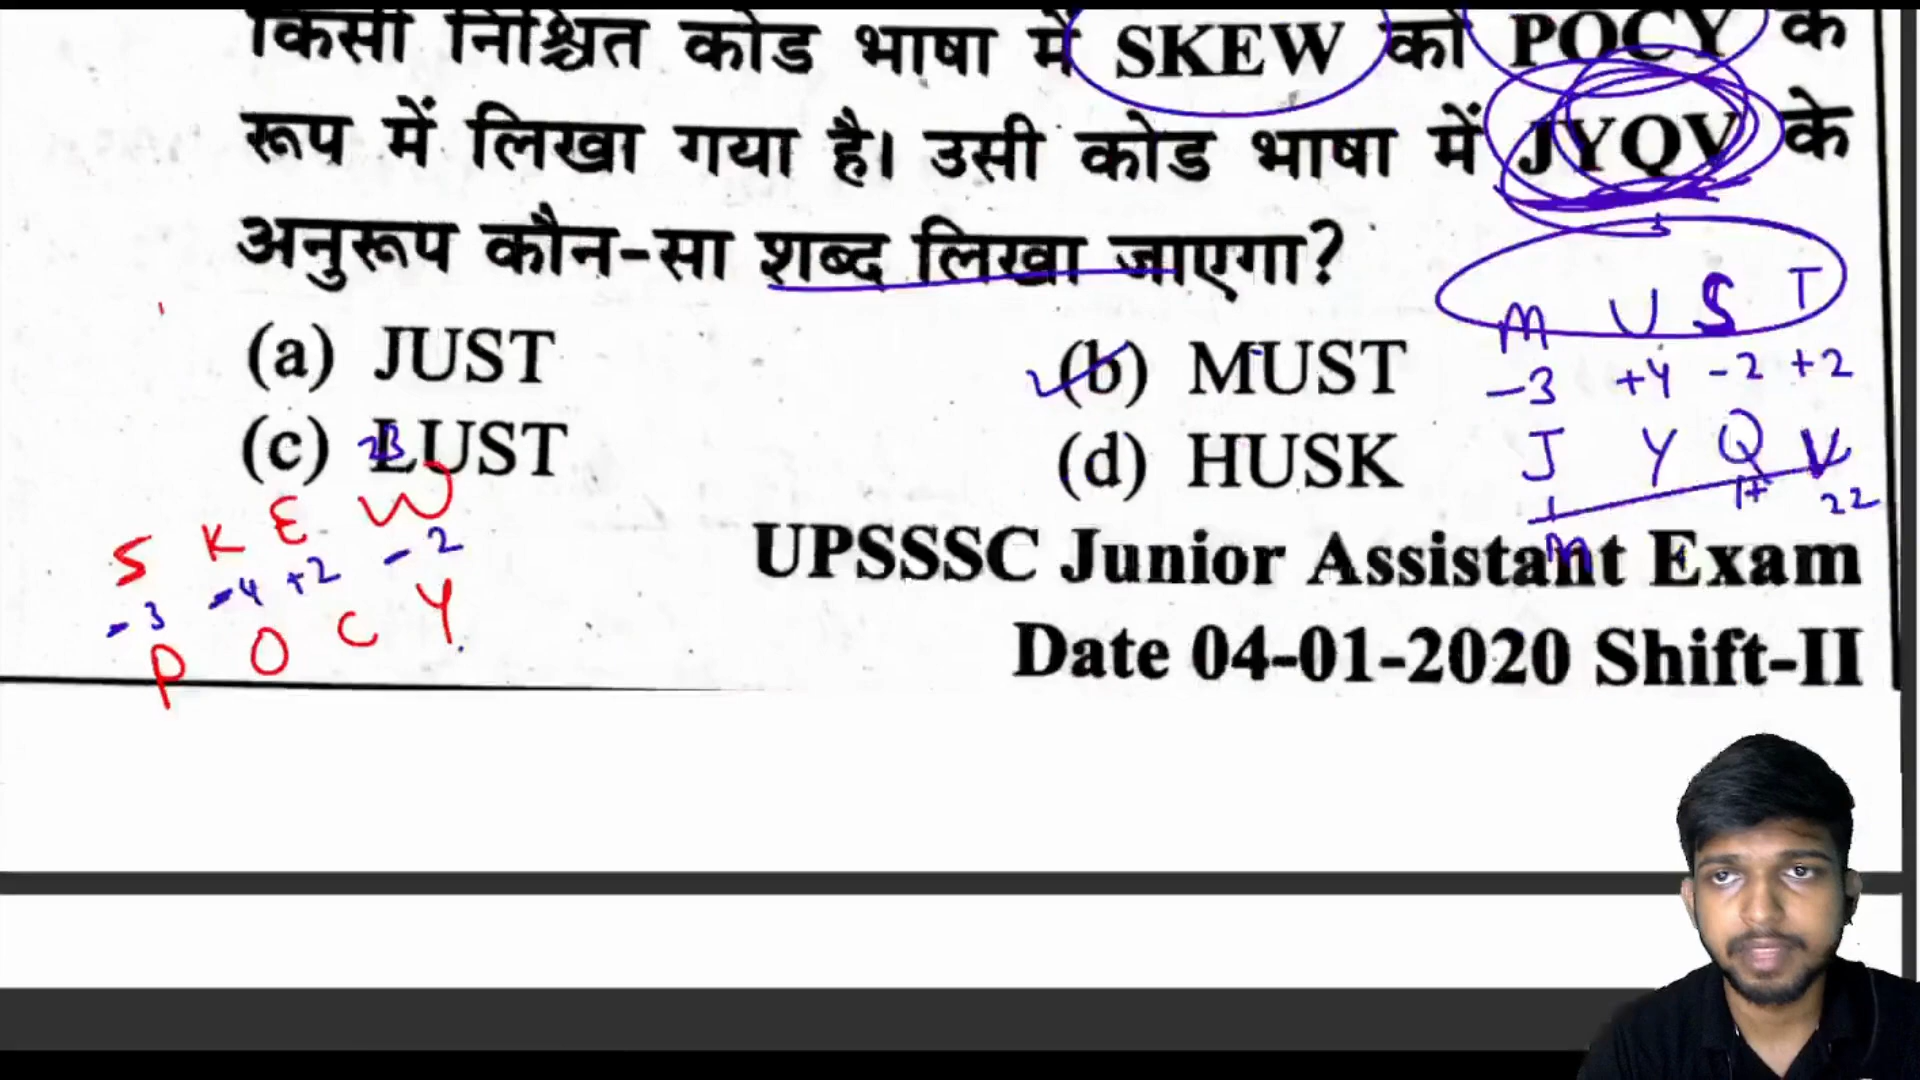 किसी निश्चित कोड भाषा में SKEW को POCY के
रूप में लिखा गया है। उसी कोड भाषा में JYQV के
अनुरूप कौन-सा शब्द लिखा जाएगा?
M U S T
(a) JUST (b) MUST
-3 +4 -2 +2
J Y Q V
(c) LUST (d) HUSK
22
S K E W
-3 -4 +2 -2
P O C Y
M
UPSSSC Junior Assistant Exam
Date 04-01-2020 Shift-II